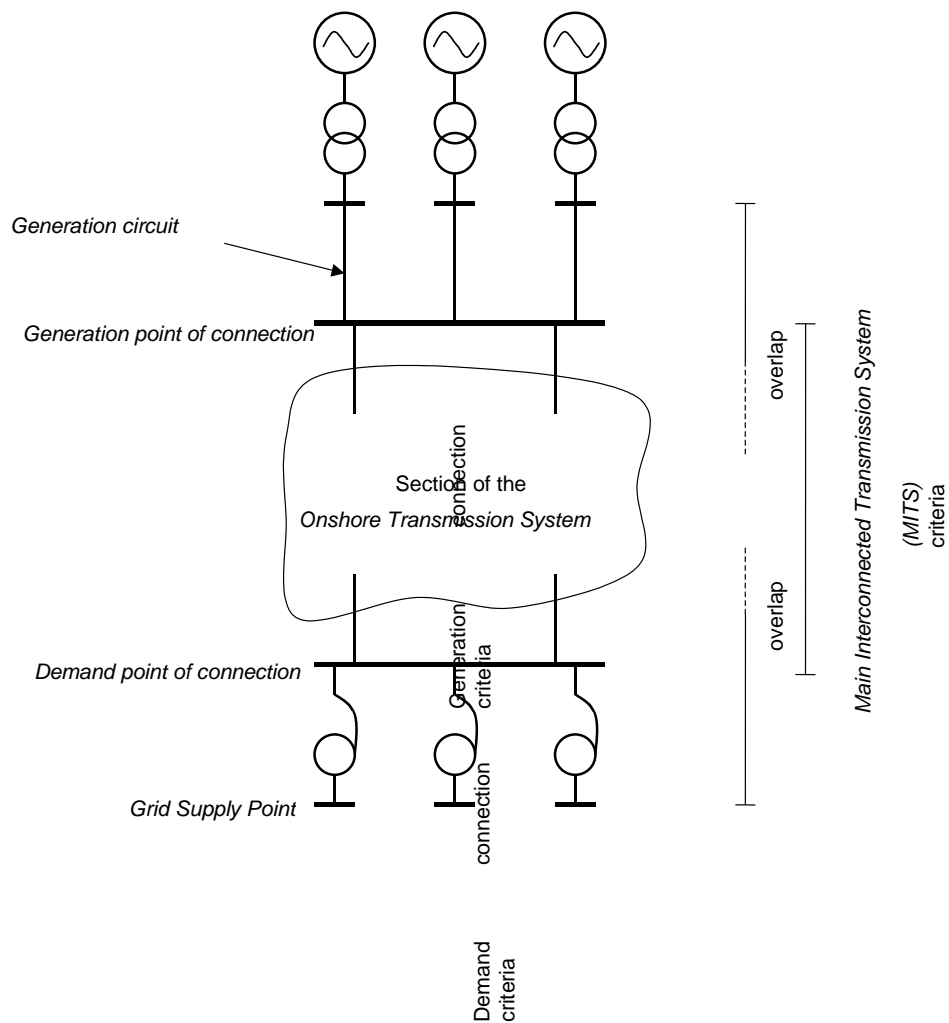 Generation circuit
Generation point of connection
overlap
Main Interconnected Transmission System
(MITS)
criteria
connection
Section of the
Onshore Transmission System
overlap
Generation
criteria
Demand point of connection
connection
Grid Supply Point
Demand
criteria